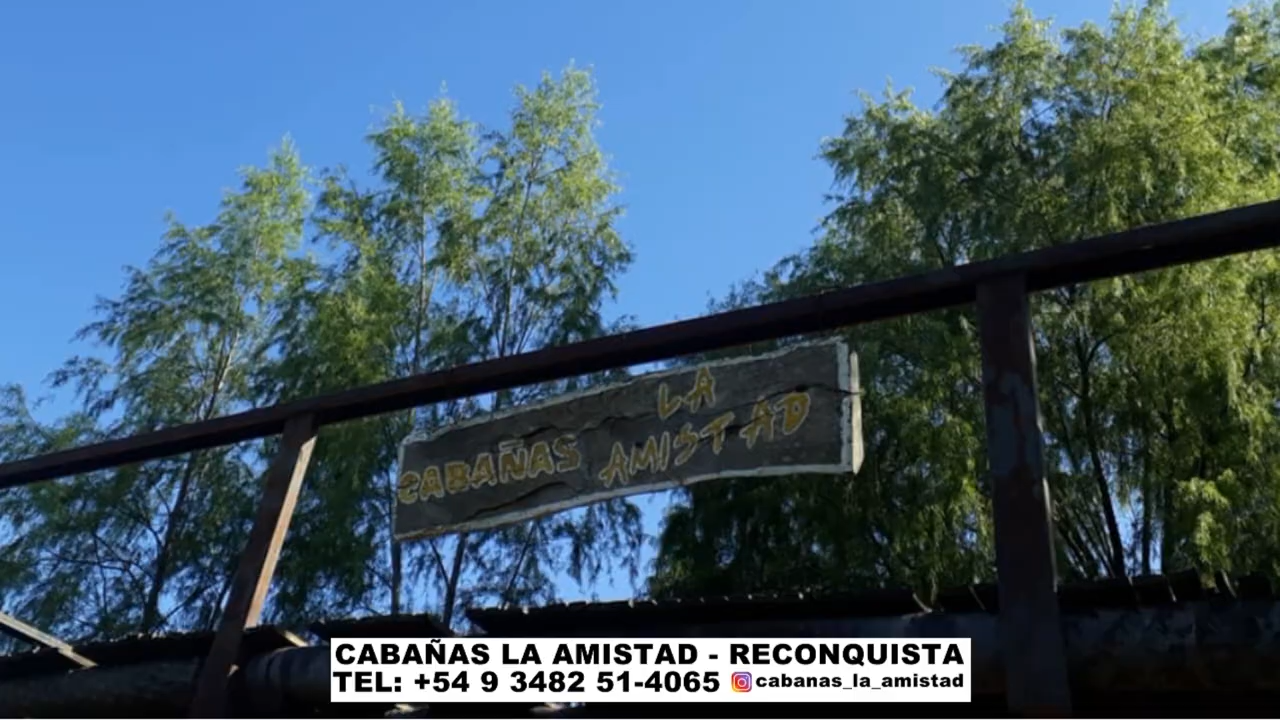 LA
CABAÑAS AMISTAD
CABAÑAS LA AMISTAD - RECONQUISTA
TEL: +54 9 3482 51-4065 cabanas_la_amistad